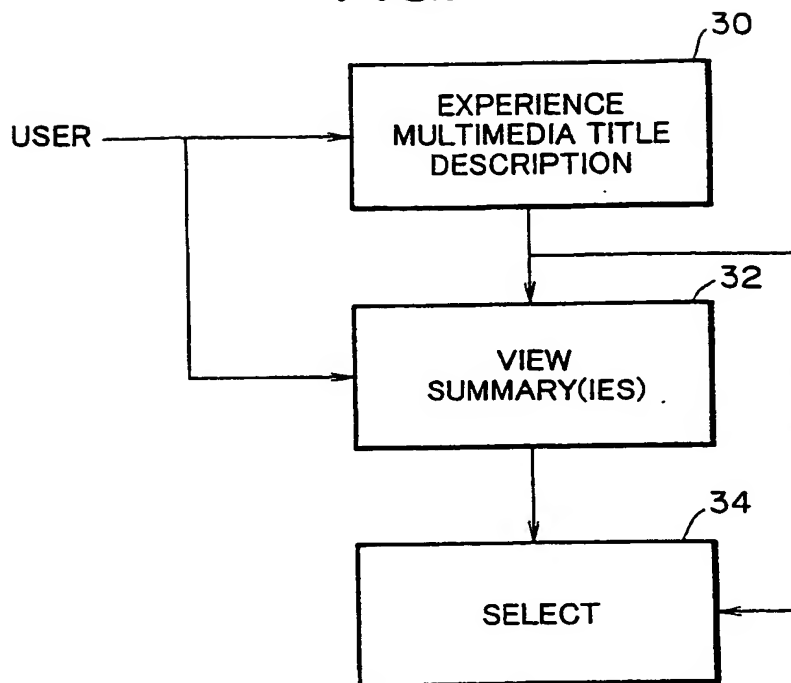 30
EXPERIENCE
MULTIMEDIA TITLE
DESCRIPTION
USER
32
VIEW
SUMMARY(IES)
34
SELECT